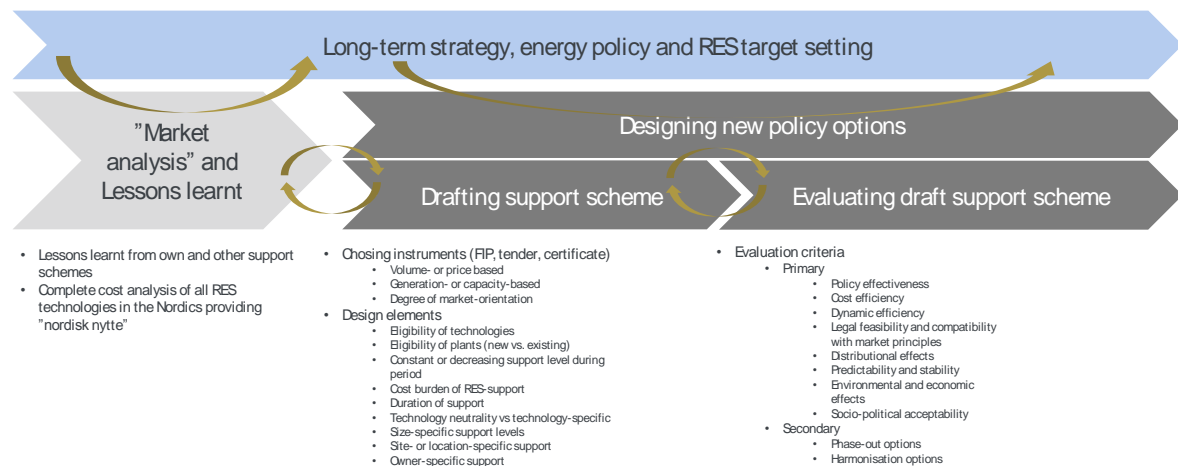 Long-term strategy, energy policy and RES target setting
”Market
analysis” and
Lessons learnt
Designing new policy options
Drafting support scheme
Evaluating draft support scheme
• Lessons learnt from own and other support
schemes
• Complete cost analysis of all RES
technologies in the Nordics providing
”nordisk nytte”
• Chosing instruments (FIP, tender, certificate)
• Volume- or price based
• Generation- or capacity-based
• Degree of market-orientation
• Design elements
• Eligibility of technologies
• Eligibility of plants (new vs. existing)
• Constant or decreasing support level during
period
• Cost burden of RES-support
• Duration of support
• Technology neutrality vs technology-specific
• Size-specific support levels
• Site- or location-specific support
• Owner-specific support
• Evaluation criteria
• Primary
• Policy effectiveness
• Cost efficiency
• Dynamic efficiency
• Legal feasibility and compatibility
with market principles
• Distributional effects
• Predictability and stability
• Environmental and economic
effects
• Socio-political acceptability
• Secondary
• Phase-out options
• Harmonisation options